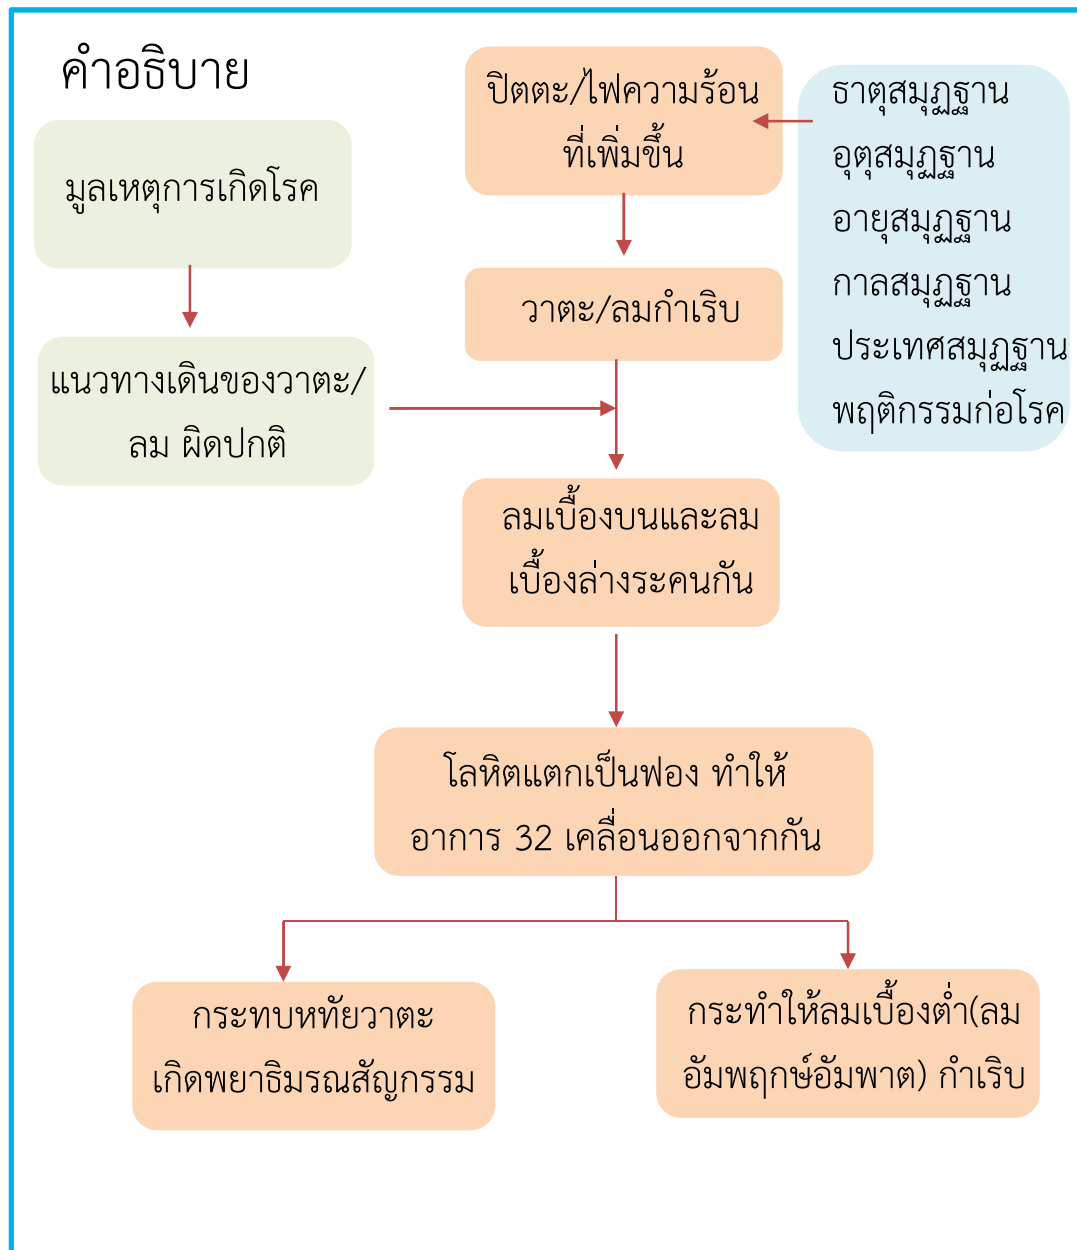 คำอธิบาย
มูลเหตุการเกิดโรค
แนวทางเดินของวาตะ/
ลม ผิดปกติ
ปิตตะ/ไฟความร้อน
ที่เพิ่มขึ้น
ธาตุสมุฏฐาน
อุตุสมุฏฐาน
อายุสมุฏฐาน
กาลสมุฏฐาน
ประเทศสมุฏฐาน
พฤติกรรมก่อโรค
วาตะ/ลมกำเริบ
ลมเบื้องบนและลม
เบื้องล่างระคนกัน
โลหิตแตกเป็นฟอง ทำให้
อาการ 32 เคลื่อนออกจากกัน
กระทบหทัยวาตะ
เกิดพยาธิมรณสัญกรรม
กระทำให้ลมเบื้องต่ำ(ลม
อัมพฤกษ์อัมพาต) กำเริบ